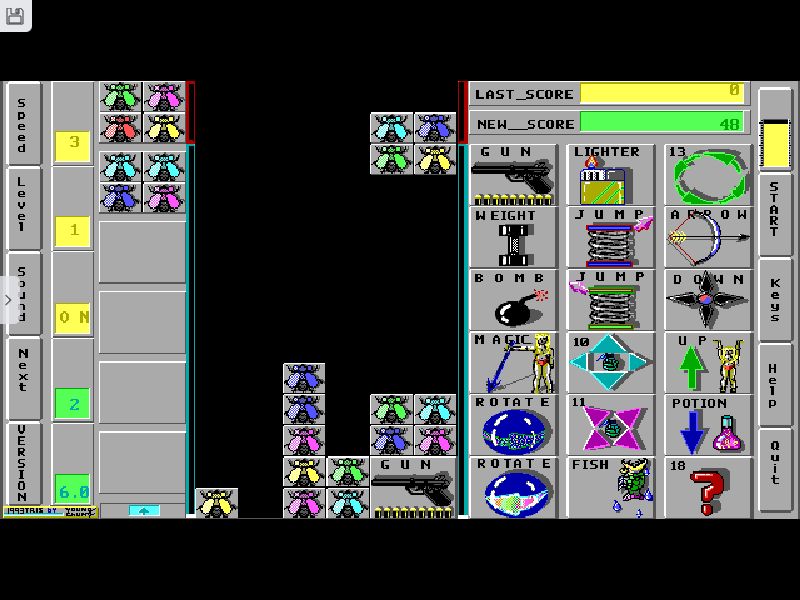 Speed
3
Level
1
Sound
ON
Next
2
VERSION
6.0
1993TRIS BY
LAST_SCORE 0
NEW__SCORE 48
GUN
LIGHTER
13
WEIGHT
JUMP
ARROW
BOMB
JUMP
DOWN
MAGIC
10
UP
ROTATE
11
POTION
ROTATE
FISH
18
GUN
START
Keys
Help
Quit